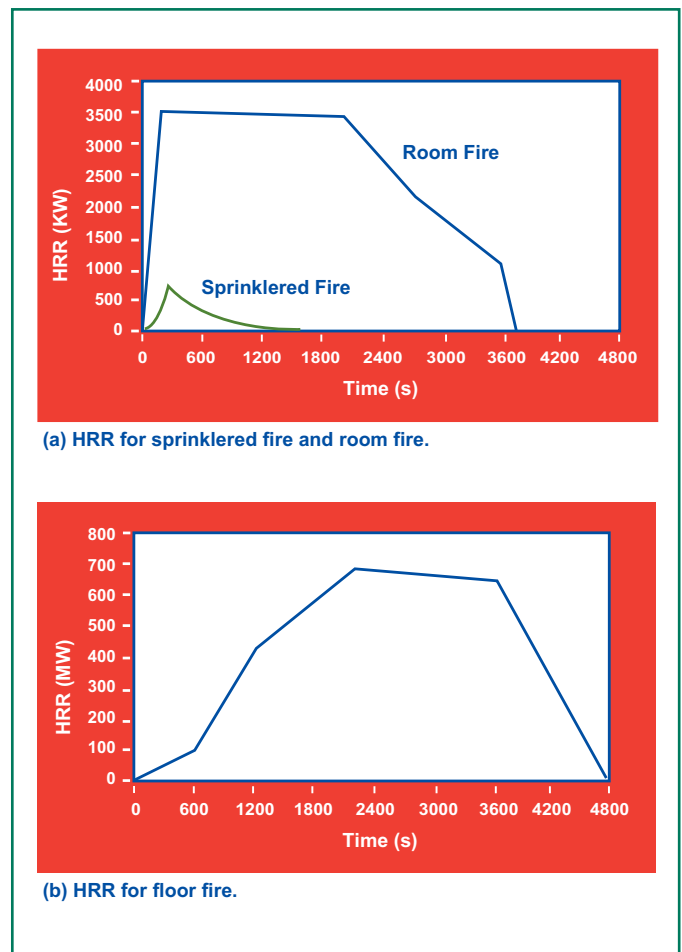 4000
3500
3000
2500
2000
1500
1000
500
0
HRR (KW)
Room Fire
Sprinklered Fire
0 600 1200 1800 2400 3000 3600 4200 4800
Time (s)
(a) HRR for sprinklered fire and room fire.
800
700
600
500
400
300
200
100
0
HRR (MW)
0 600 1200 1800 2400 3000 3600 4200 4800
Time (s)
(b) HRR for floor fire.